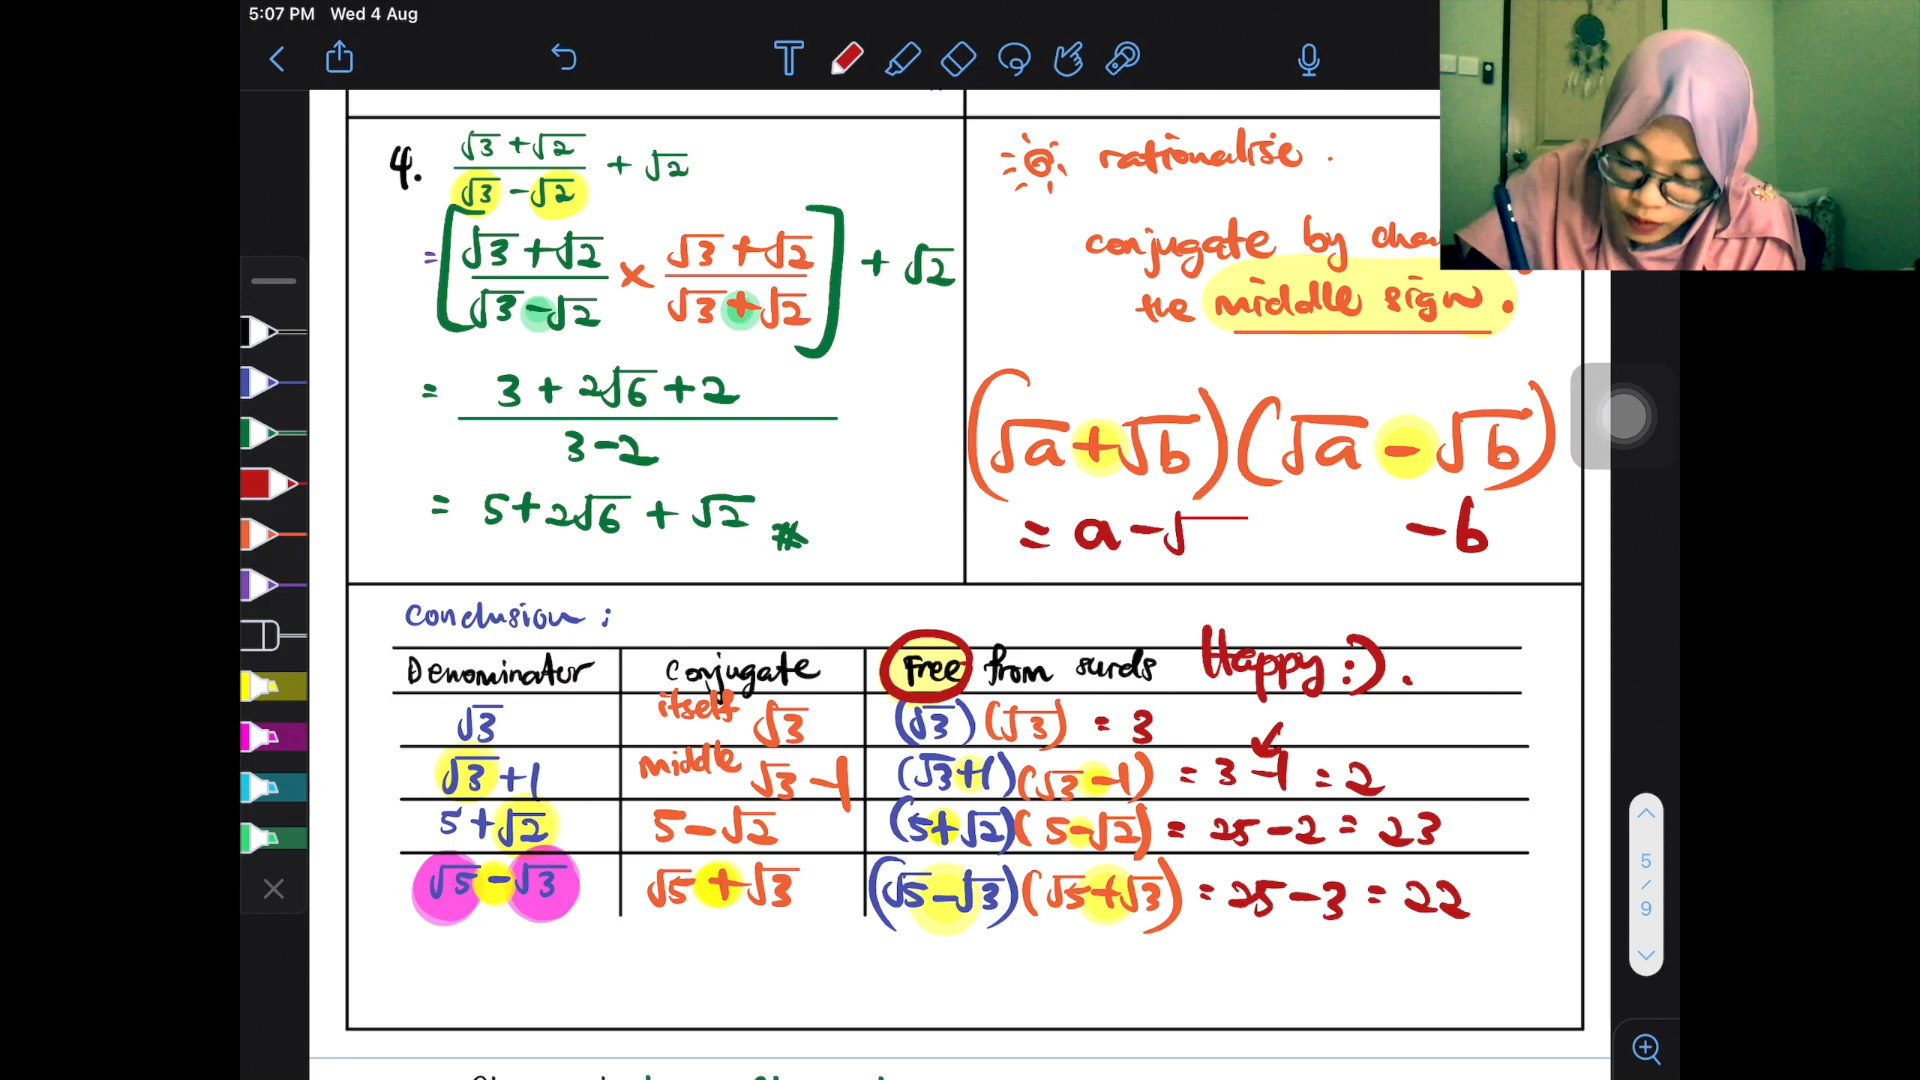 5:07 PM Wed 4 Aug
T
4. (√3 + √2)/(√3 − √2) + √2
= [(√3 + √2)/(√3 − √2) × (√3 + √2)/(√3 + √2)] + √2
= (3 + 2√6 + 2)/(3 − 2)
= 5 + 2√6 + √2
rationalise.
conjugate by
the middle sign.
(√a + √b)(√a − √b)
= a − √ − b
Conclusion:
Denominator Conjugate Free from surds Happy :).
√3 itself √3 (√3)(√3) = 3
√3 + 1 middle √3 − 1 (√3 + 1)(√3 − 1) = 3 − 1 = 2
5 + √2 5 − √2 (5 + √2)(5 − √2) = 25 − 2 = 23
√5 − √3 √5 + √3 (√5 − √3)(√5 + √3) = 25 − 3 = 22
5 / 9